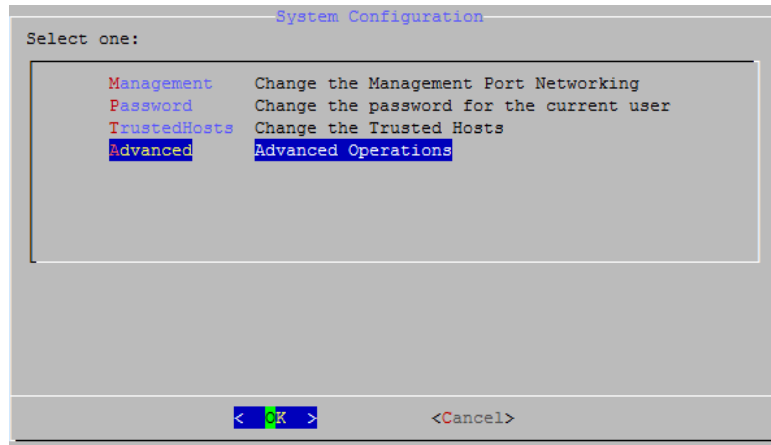 System Configuration
Select one:
Management Change the Management Port Networking
Password Change the password for the current user
TrustedHosts Change the Trusted Hosts
Advanced Advanced Operations
< OK > <Cancel>